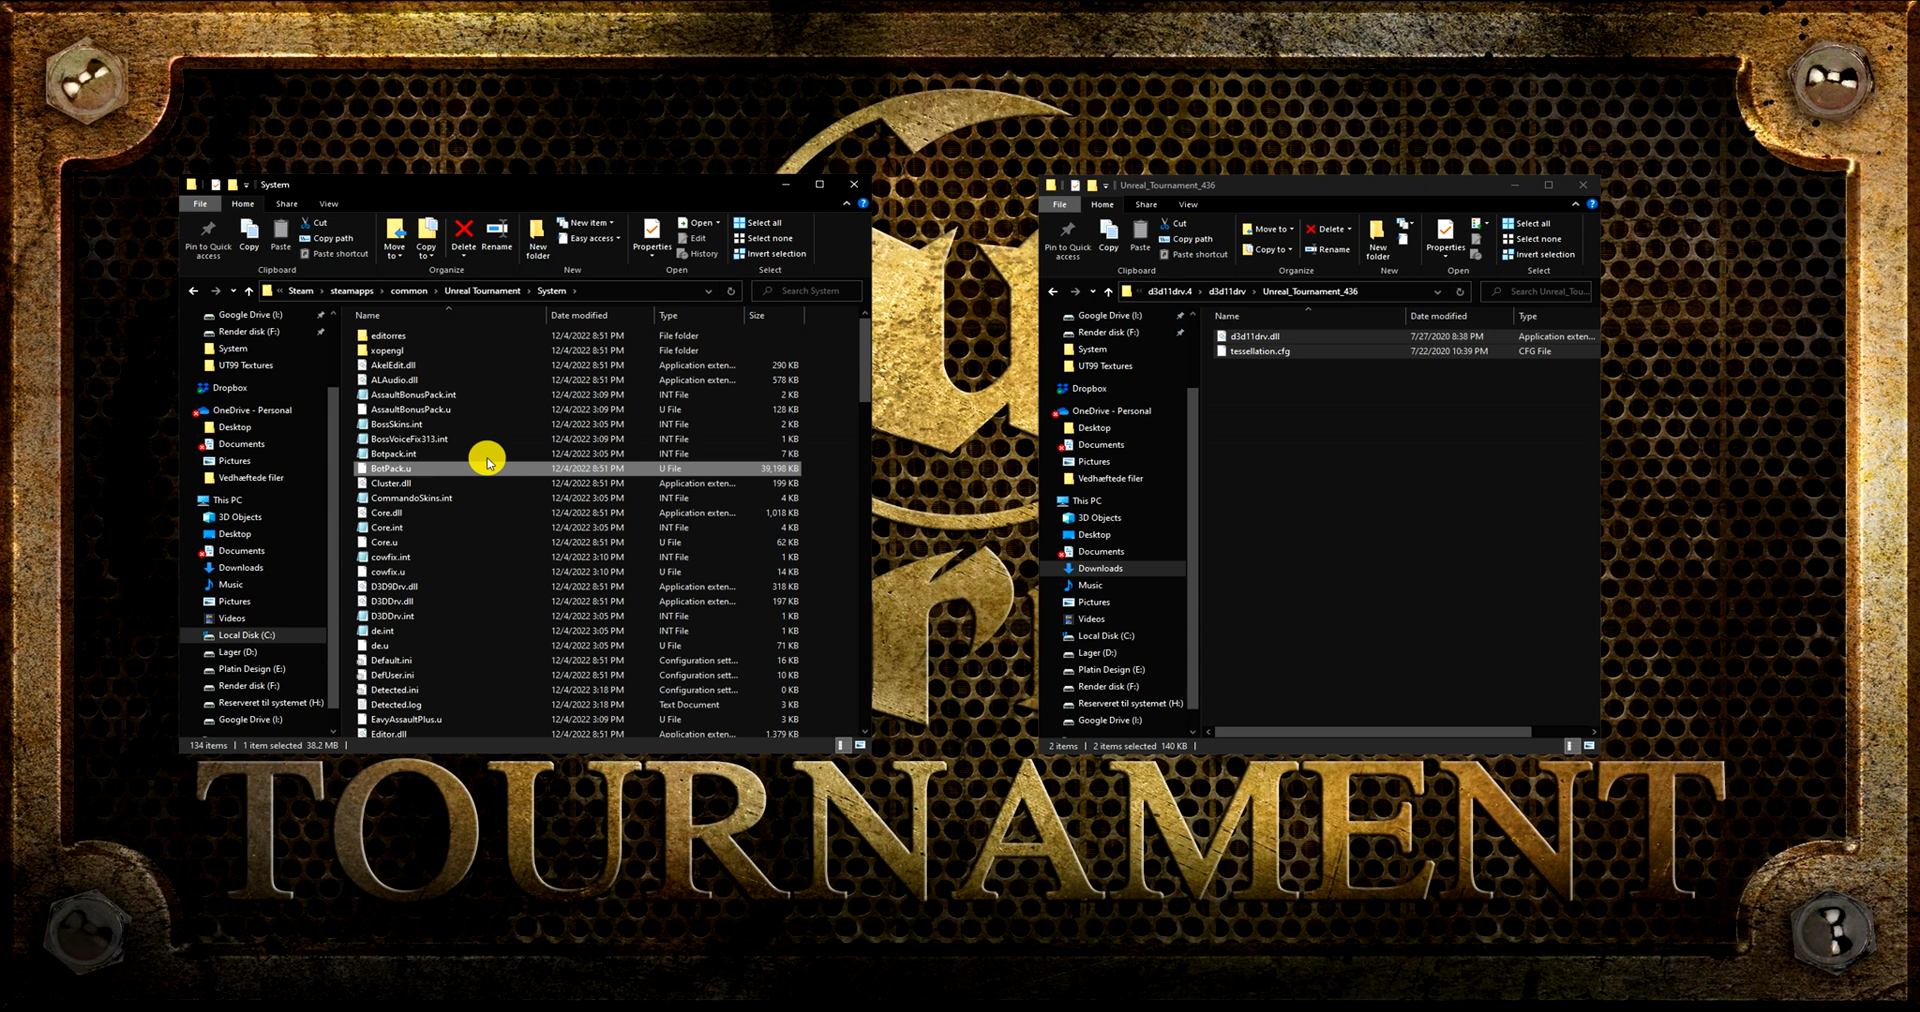 System
File Home Share View
Pin to Quick access
Copy
Paste
Cut
Copy path
Paste shortcut
Clipboard
Move to
Copy to
Delete
Rename
Organize
New folder
New item
Easy access
New
Properties
Open
Edit
History
Open
Select all
Select none
Invert selection
Select
Steam steamapps common Unreal Tournament System
Search System
Google Drive (I:)
Render disk (F:)
System
UT99 Textures
Dropbox
OneDrive - Personal
Desktop
Documents
Pictures
Vedhæftede filer
This PC
3D Objects
Desktop
Documents
Downloads
Music
Pictures
Videos
Local Disk (C:)
Lager (D:)
Platin Design (E:)
Render disk (F:)
Reserveret til systemet (H:)
Google Drive (I:)
Name Date modified Type Size
editorres 12/4/2022 8:51 PM File folder
xopengl 12/4/2022 8:51 PM File folder
AkelEdit.dll 12/4/2022 8:51 PM Application exten... 290 KB
ALAudio.dll 12/4/2022 8:51 PM Application exten... 578 KB
AssaultBonusPack.int 12/4/2022 3:09 PM INT File 2 KB
AssaultBonusPack.u 12/4/2022 3:09 PM U File 128 KB
BossSkins.int 12/4/2022 3:05 PM INT File 2 KB
BossVoiceFix313.int 12/4/2022 3:09 PM INT File 1 KB
Botpack.int 12/4/2022 3:05 PM INT File 7 KB
BotPack.u 12/4/2022 8:51 PM U File 39,198 KB
Cluster.dll 12/4/2022 8:51 PM Application exten... 199 KB
CommandoSkins.int 12/4/2022 3:05 PM INT File 4 KB
Core.dll 12/4/2022 8:51 PM Application exten... 1,018 KB
Core.int 12/4/2022 3:05 PM INT File 4 KB
Core.u 12/4/2022 8:51 PM U File 62 KB
cowfix.int 12/4/2022 3:10 PM INT File 1 KB
cowfix.u 12/4/2022 3:10 PM U File 14 KB
D3D9Drv.dll 12/4/2022 8:51 PM Application exten... 318 KB
D3DDrv.dll 12/4/2022 8:51 PM Application exten... 197 KB
D3DDrv.int 12/4/2022 3:05 PM INT File 1 KB
de.int 12/4/2022 3:05 PM INT File 1 KB
de.u 12/4/2022 3:05 PM U File 71 KB
Default.ini 12/4/2022 8:51 PM Configuration sett... 16 KB
DefUser.ini 12/4/2022 8:51 PM Configuration sett... 10 KB
Detected.ini 12/4/2022 3:18 PM Configuration sett... 0 KB
Detected.log 12/4/2022 3:18 PM Text Document 3 KB
EavyAssaultPlus.u 12/4/2022 3:09 PM U File 3 KB
Editor.dll 12/4/2022 8:51 PM Application exten... 1,379 KB
134 items 1 item selected 38.2 MB
Unreal_Tournament_436
File Home Share View
Pin to Quick access
Copy
Paste
Cut
Copy path
Paste shortcut
Clipboard
Move to
Copy to
Delete
Rename
Organize
New folder
New
Properties
Open
Select all
Select none
Invert selection
Select
d3d11drv.4 d3d11drv Unreal_Tournament_436
Search Unreal_Tou...
Google Drive (I:)
Render disk (F:)
System
UT99 Textures
Dropbox
OneDrive - Personal
Desktop
Documents
Pictures
Vedhæftede filer
This PC
3D Objects
Desktop
Documents
Downloads
Music
Pictures
Videos
Local Disk (C:)
Lager (D:)
Platin Design (E:)
Render disk (F:)
Reserveret til systemet (H:)
Google Drive (I:)
Name Date modified Type
d3d11drv.dll 7/27/2020 8:38 PM Application exten...
tessellation.cfg 7/22/2020 10:39 PM CFG File
2 items 2 items selected 140 KB
TOURNAMENT